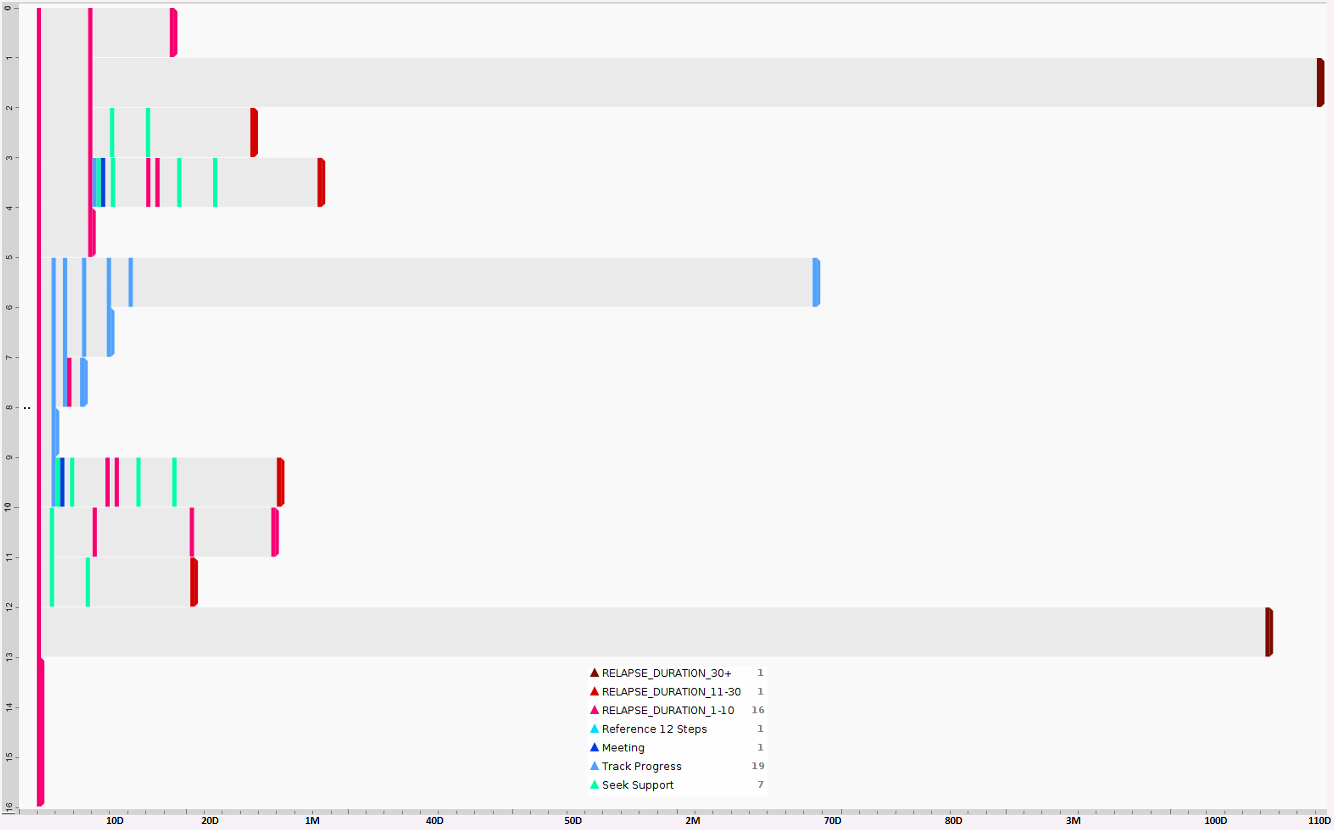 0
1
2
3
4
5
6
7
8
9
10
11
12
13
14
15
16
RELAPSE_DURATION_30+ 1
RELAPSE_DURATION_11-30 1
RELAPSE_DURATION_1-10 16
Reference 12 Steps 1
Meeting 1
Track Progress 19
Seek Support 7
10D 20D 1M 40D 50D 2M 70D 80D 3M 100D 110D